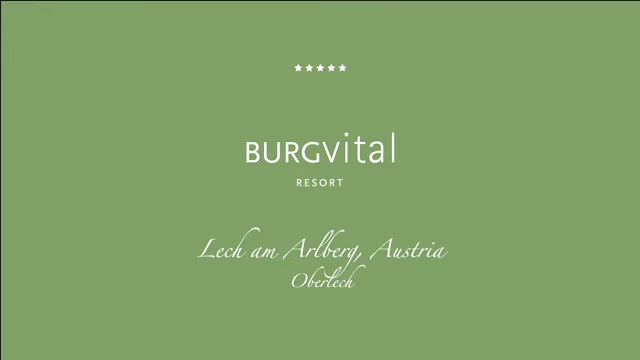 ★★★★★
BURGvital
RESORT
Lech am Arlberg, Austria
Oberlech